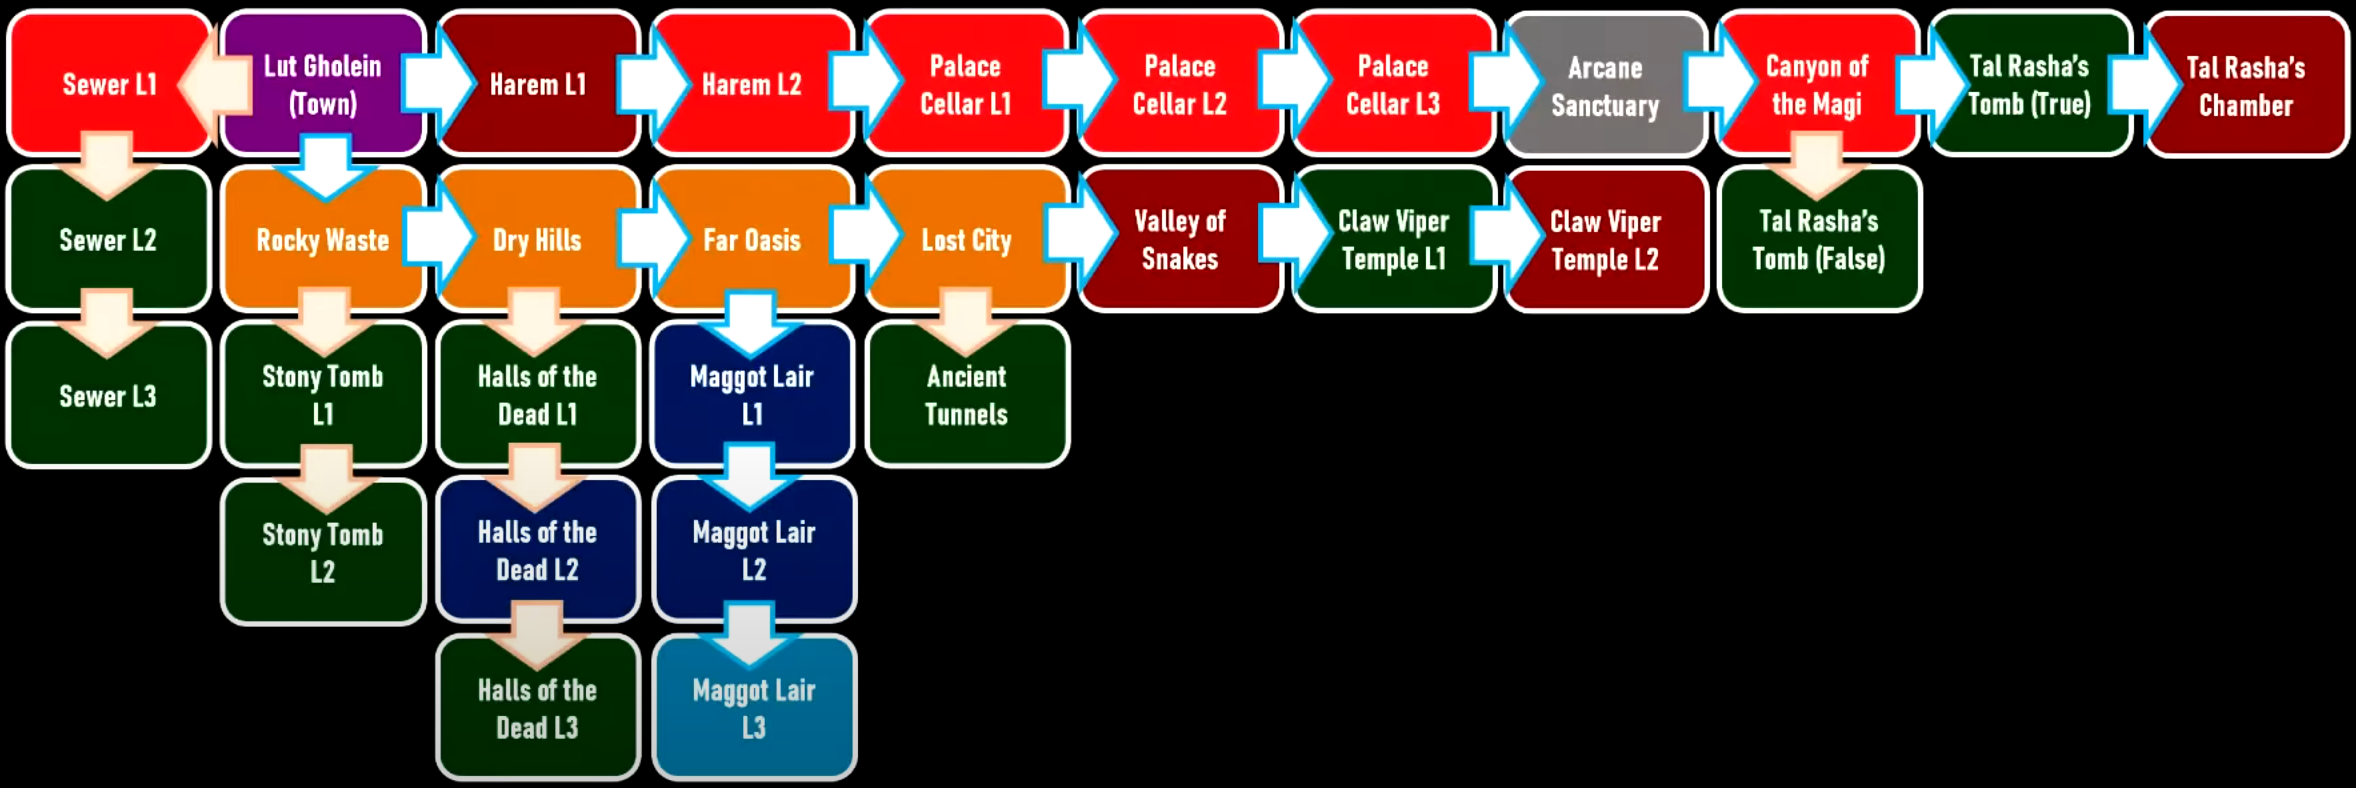 Sewer L1
Lut Gholein
(Town)
Harem L1
Harem L2
Palace
Cellar L1
Palace
Cellar L2
Palace
Cellar L3
Arcane
Sanctuary
Canyon of
the Magi
Tal Rasha's
Tomb (True)
Tal Rasha's
Chamber
Sewer L2
Rocky Waste
Dry Hills
Far Oasis
Lost City
Valley of
Snakes
Claw Viper
Temple L1
Claw Viper
Temple L2
Tal Rasha's
Tomb (False)
Sewer L3
Stony Tomb
L1
Halls of the
Dead L1
Maggot Lair
L1
Ancient
Tunnels
Stony Tomb
L2
Halls of the
Dead L2
Maggot Lair
L2
Halls of the
Dead L3
Maggot Lair
L3